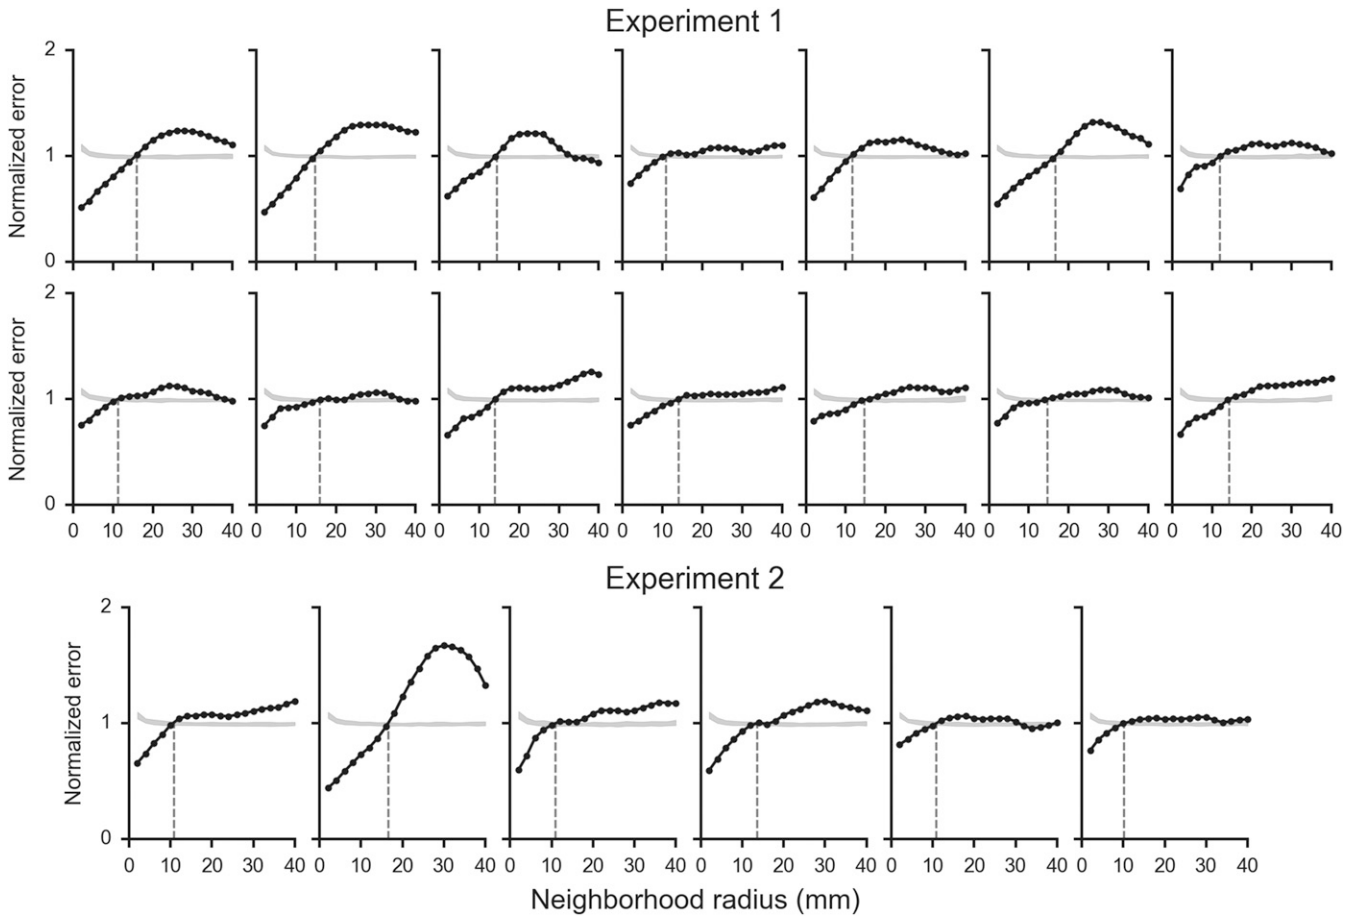 Experiment 1
Normalized error
2
1
0
Normalized error
2
1
0
0 10 20 30 40 0 10 20 30 40 0 10 20 30 40 0 10 20 30 40 0 10 20 30 40 0 10 20 30 40 0 10 20 30 40
Experiment 2
Normalized error
2
1
0
0 10 20 30 40 0 10 20 30 40 0 10 20 30 40 0 10 20 30 40 0 10 20 30 40 0 10 20 30 40
Neighborhood radius (mm)